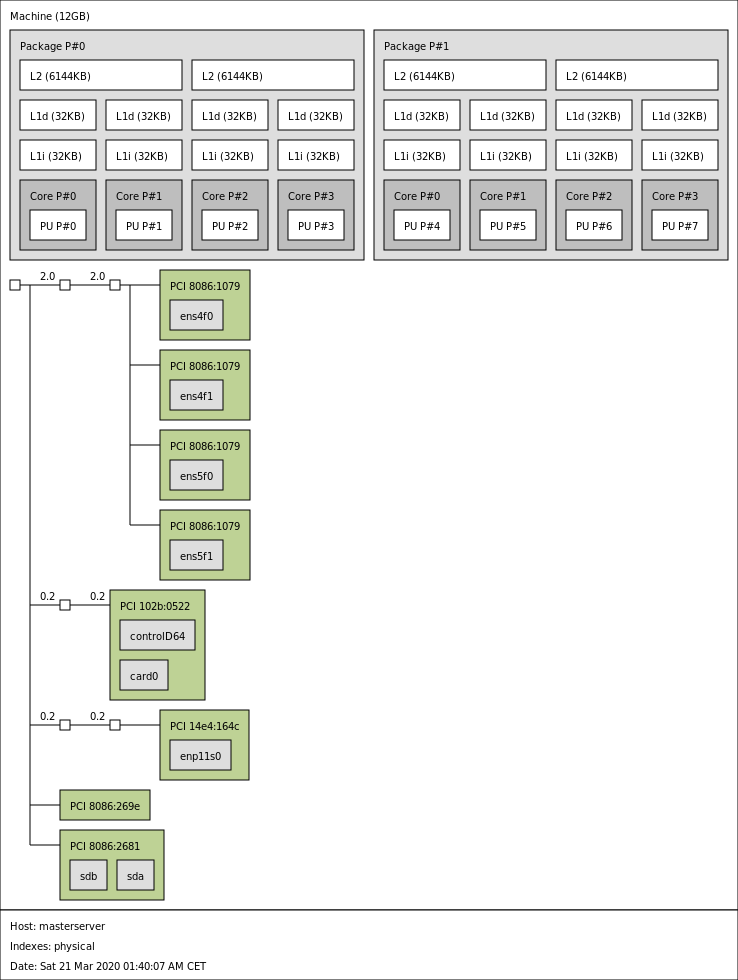 Machine (12GB)
Package P#0 Package P#1
L2 (6144KB) L2 (6144KB) L2 (6144KB) L2 (6144KB)
L1d (32KB) L1d (32KB) L1d (32KB) L1d (32KB) L1d (32KB) L1d (32KB) L1d (32KB) L1d (32KB)
L1i (32KB) L1i (32KB) L1i (32KB) L1i (32KB) L1i (32KB) L1i (32KB) L1i (32KB) L1i (32KB)
Core P#0 Core P#1 Core P#2 Core P#3 Core P#0 Core P#1 Core P#2 Core P#3
PU P#0 PU P#1 PU P#2 PU P#3 PU P#4 PU P#5 PU P#6 PU P#7
2.0 2.0 PCI 8086:1079
ens4f0
PCI 8086:1079
ens4f1
PCI 8086:1079
ens5f0
PCI 8086:1079
ens5f1
0.2 0.2 PCI 102b:0522
controlD64
card0
0.2 0.2 PCI 14e4:164c
enp11s0
PCI 8086:269e
PCI 8086:2681
sdb sda
Host: masterserver
Indexes: physical
Date: Sat 21 Mar 2020 01:40:07 AM CET